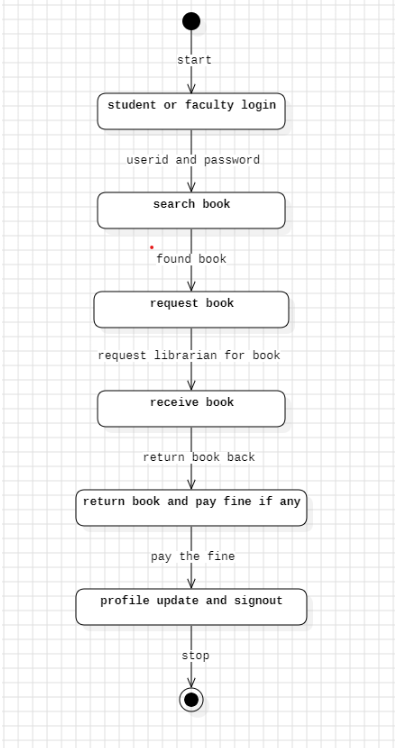 start
student or faculty login
userid and password
search book
found book
request book
request librarian for book
receive book
return book back
return book and pay fine if any
pay the fine
profile update and signout
stop